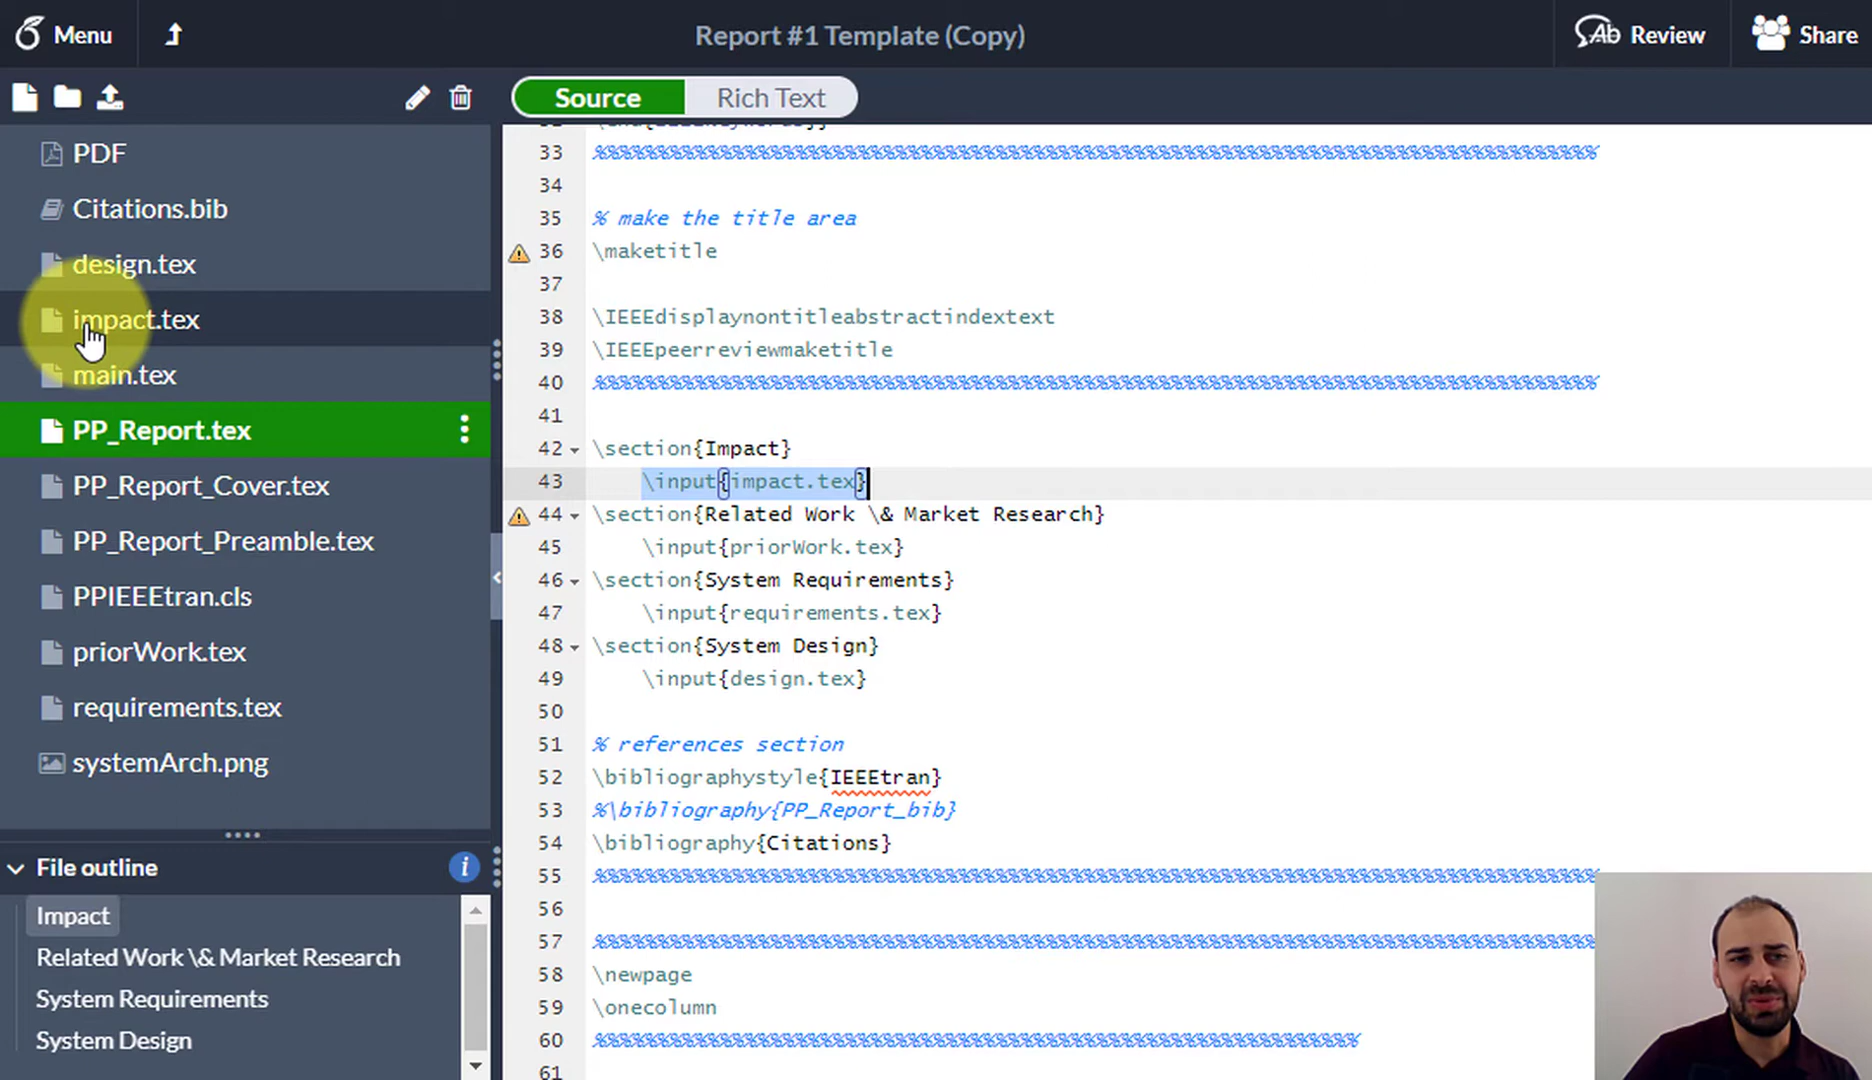 Menu
Report #1 Template (Copy)
Review
Share
Source
Rich Text
PDF
Citations.bib
design.tex
impact.tex
main.tex
PP_Report.tex
PP_Report_Cover.tex
PP_Report_Preamble.tex
PPIEEEtran.cls
priorWork.tex
requirements.tex
systemArch.png
File outline
Impact
Related Work \& Market Research
System Requirements
System Design
33
34
35 % make the title area
36 \maketitle
37
38 \IEEEdisplaynontitleabstractindextext
39 \IEEEpeerreviewmaketitle
40
41
42 \section{Impact}
43 \input{impact.tex}
44 \section{Related Work \& Market Research}
45 \input{priorWork.tex}
46 \section{System Requirements}
47 \input{requirements.tex}
48 \section{System Design}
49 \input{design.tex}
50
51 % references section
52 \bibliographystyle{IEEEtran}
53 %\bibliography{PP_Report_bib}
54 \bibliography{Citations}
55
56
57
58 \newpage
59 \onecolumn
60
61